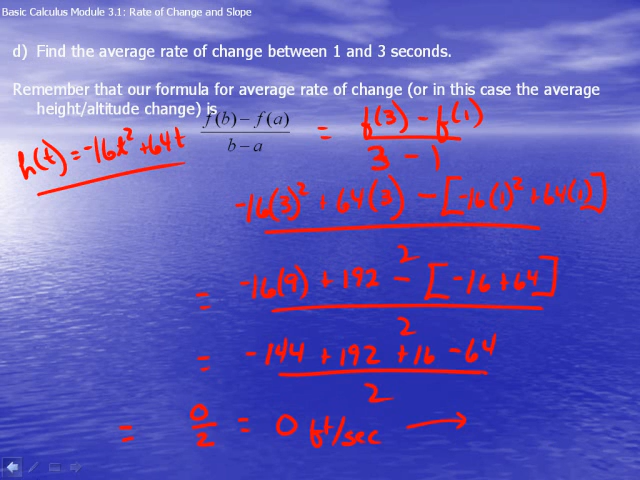 Basic Calculus Module 3.1: Rate of Change and Slope
d) Find the average rate of change between 1 and 3 seconds.
Remember that our formula for average rate of change (or in this case the average
height/altitude change) is
f(b) − f(a) / b − a = f(3) − f(1) / 3 − 1
h(t) = -16t² + 64t
-16(3)² + 64(3) − [-16(1)² + 64(1)] / 2
= -16(9) + 192 − [-16 + 64] / 2
= -144 + 192 + 16 − 64 / 2
= 0/2 = 0 ft/sec →